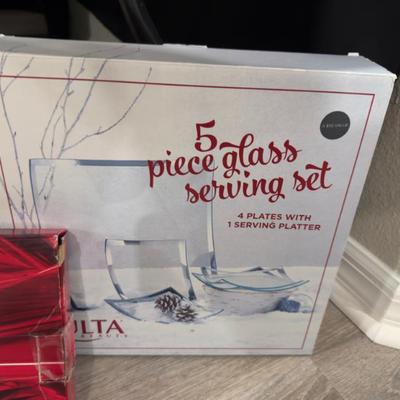 5
piece glass
serving set
4 PLATES WITH
1 SERVING PLATTER
ULTA